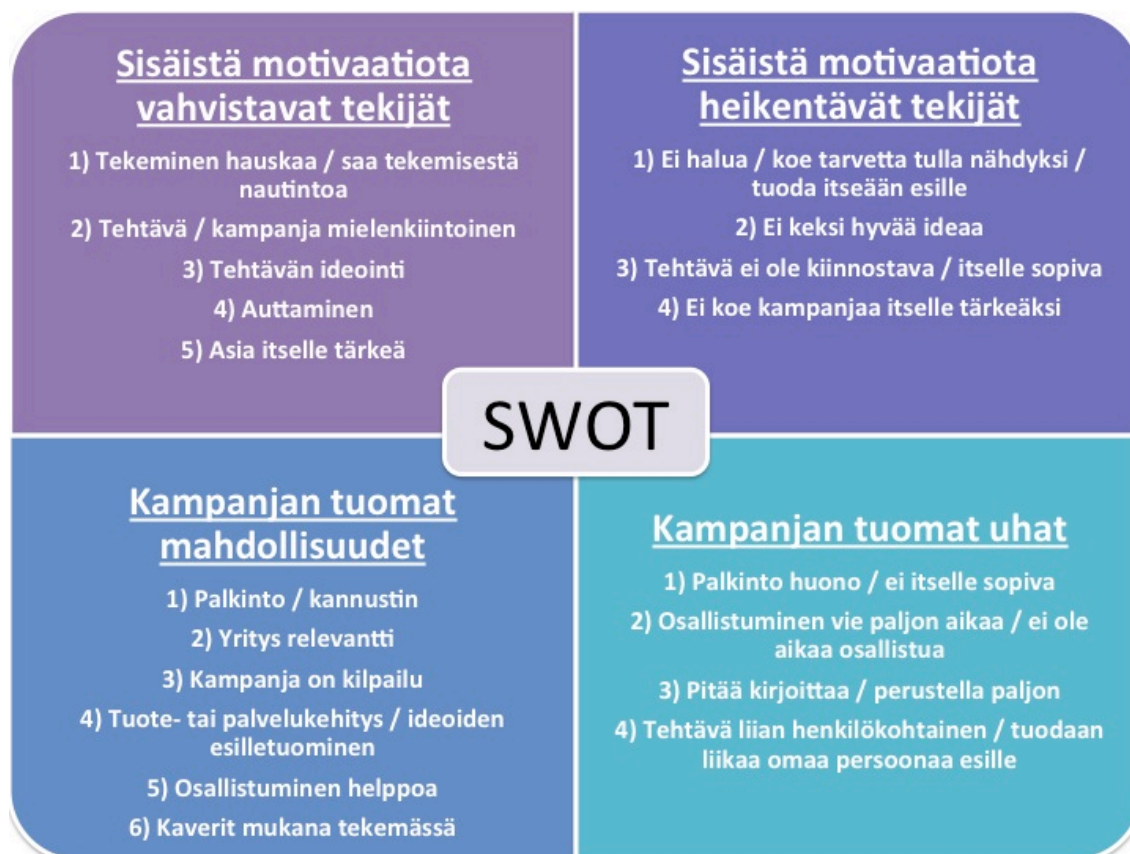 Sisäistä motivaatiota
vahvistavat tekijät
1) Tekeminen hauskaa / saa tekemisestä
nautintoa
2) Tehtävä / kampanja mielenkiintoinen
3) Tehtävän ideointi
4) Auttaminen
5) Asia itselle tärkeä
Sisäistä motivaatiota
heikentävät tekijät
1) Ei halua / koe tarvetta tulla nähdyksi /
tuoda itseään esille
2) Ei keksi hyvää ideaa
3) Tehtävä ei ole kiinnostava / itselle sopiva
4) Ei koe kampanjaa itselle tärkeäksi
SWOT
Kampanjan tuomat
mahdollisuudet
1) Palkinto / kannustin
2) Yritys relevantti
3) Kampanja on kilpailu
4) Tuote- tai palvelukehitys / ideoiden
esilletuominen
5) Osallistuminen helppoa
6) Kaverit mukana tekemässä
Kampanjan tuomat uhat
1) Palkinto huono / ei itselle sopiva
2) Osallistuminen vie paljon aikaa / ei ole
aikaa osallistua
3) Pitää kirjoittaa / perustella paljon
4) Tehtävä liian henkilökohtainen / tuodaan
liikaa omaa persoonaa esille